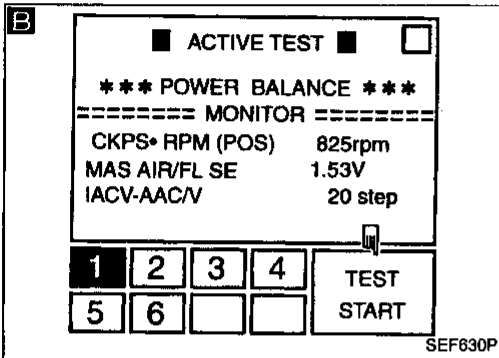 B
■ ACTIVE TEST ■ □
*** POWER BALANCE ***
======== MONITOR ========
CKPS• RPM (POS) 825rpm
MAS AIR/FL SE 1.53V
IACV-AAC/V 20 step
1 2 3 4
5 6
TEST
START
SEF630P